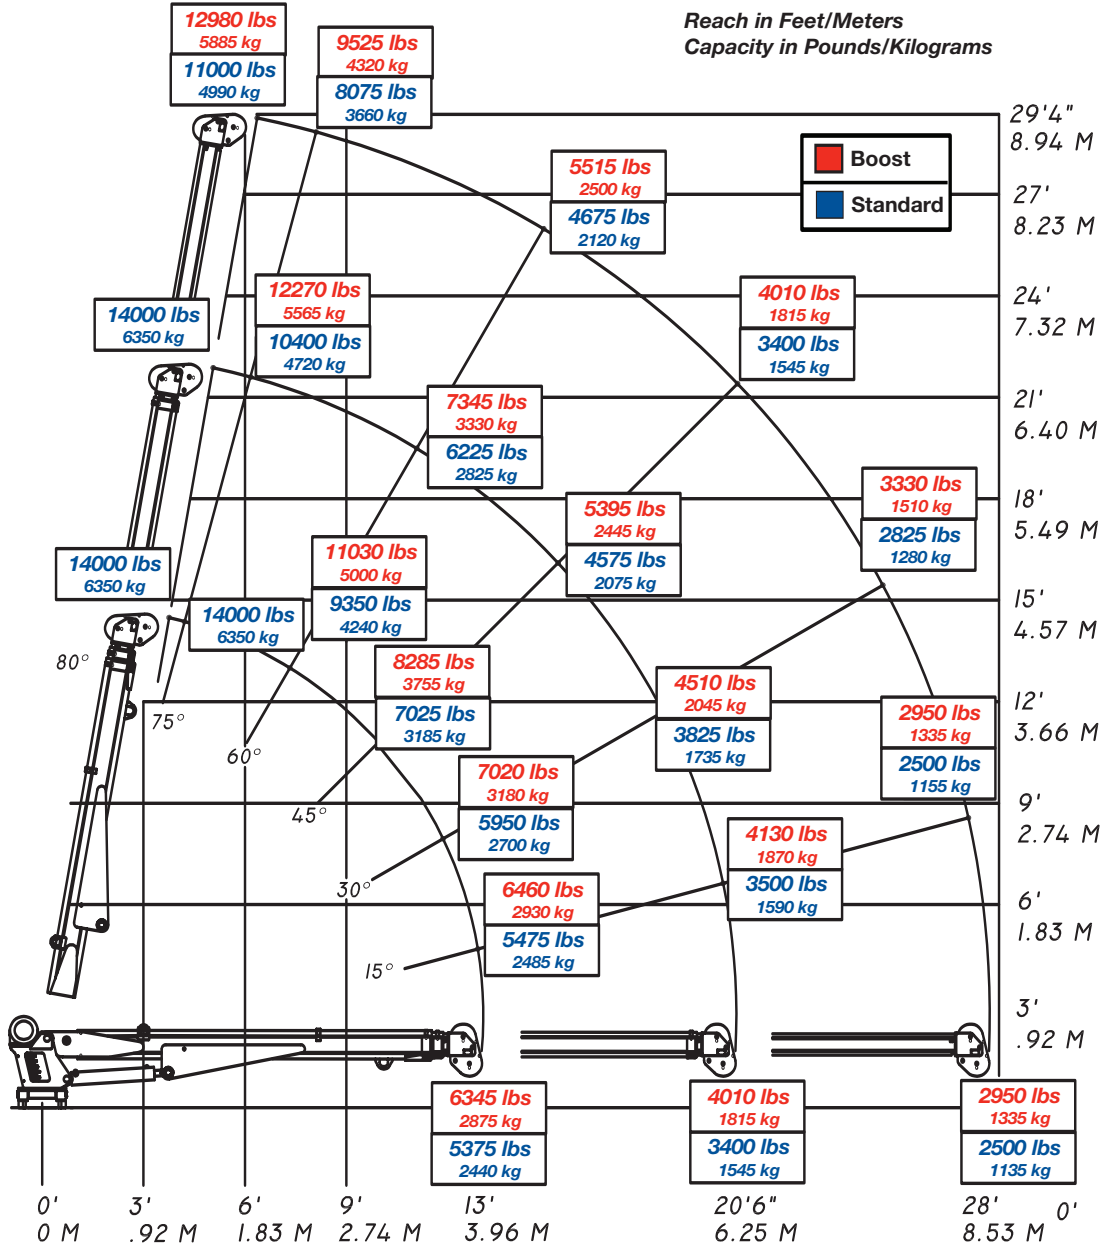 Reach in Feet/Meters
Capacity in Pounds/Kilograms
12980 lbs
5885 kg
11000 lbs
4990 kg
9525 lbs
4320 kg
8075 lbs
3660 kg
29'4"
8.94 M
Boost
Standard
5515 lbs
2500 kg
4675 lbs
2120 kg
27'
8.23 M
14000 lbs
6350 kg
12270 lbs
5565 kg
10400 lbs
4720 kg
4010 lbs
1815 kg
3400 lbs
1545 kg
24'
7.32 M
7345 lbs
3330 kg
6225 lbs
2825 kg
21'
6.40 M
5395 lbs
2445 kg
4575 lbs
2075 kg
3330 lbs
1510 kg
2825 lbs
1280 kg
18'
5.49 M
14000 lbs
6350 kg
14000 lbs
6350 kg
11030 lbs
5000 kg
9350 lbs
4240 kg
15'
4.57 M
80°
75°
60°
45°
30°
15°
8285 lbs
3755 kg
7025 lbs
3185 kg
4510 lbs
2045 kg
3825 lbs
1735 kg
2950 lbs
1335 kg
2500 lbs
1155 kg
12'
3.66 M
7020 lbs
3180 kg
5950 lbs
2700 kg
9'
2.74 M
4130 lbs
1870 kg
3500 lbs
1590 kg
6460 lbs
2930 kg
5475 lbs
2485 kg
6'
1.83 M
3'
.92 M
6345 lbs
2875 kg
5375 lbs
2440 kg
4010 lbs
1815 kg
3400 lbs
1545 kg
2950 lbs
1335 kg
2500 lbs
1135 kg
0'
0 M
3'
.92 M
6'
1.83 M
9'
2.74 M
13'
3.96 M
20'6"
6.25 M
28'
8.53 M
0'